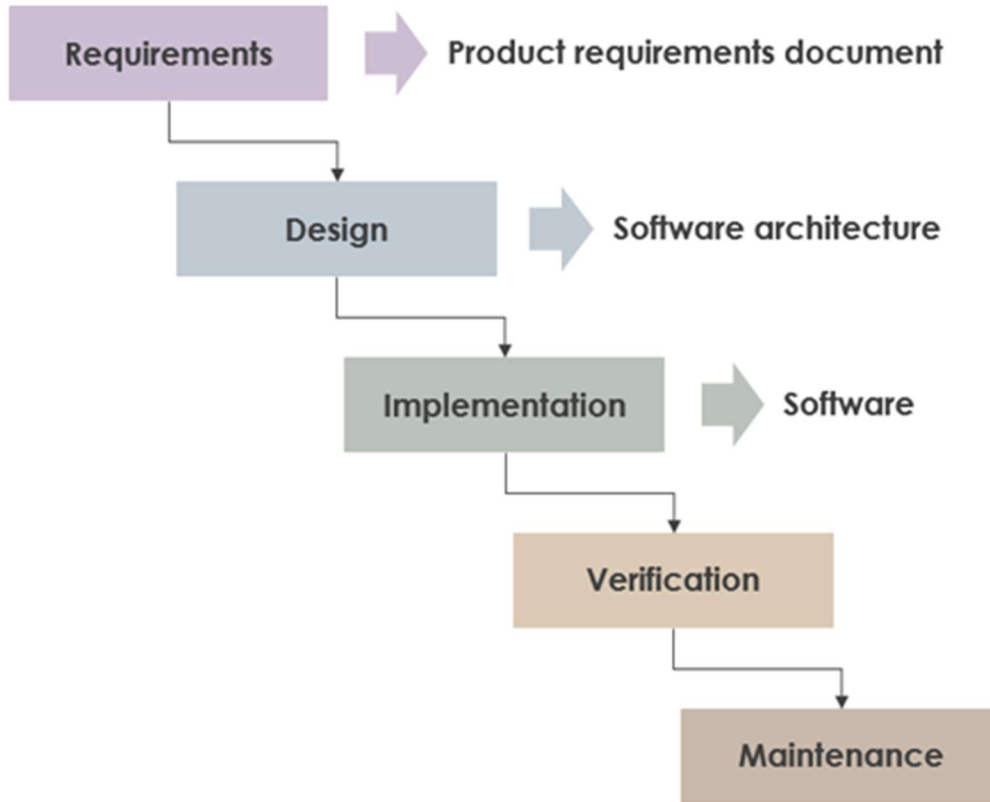 Requirements
Product requirements document
Design
Software architecture
Implementation
Software
Verification
Maintenance